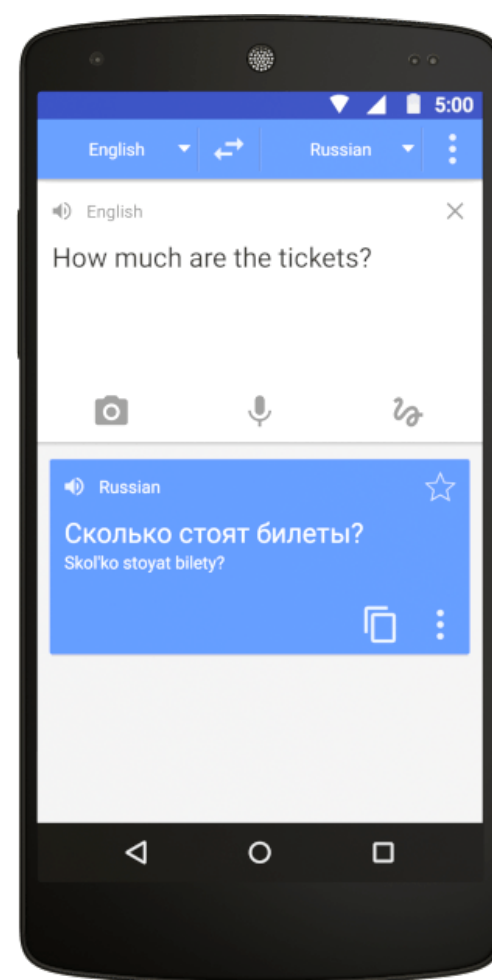 5:00
English
Russian
English
How much are the tickets?
Russian
Сколько стоят билеты?
Skol'ko stoyat bilety?